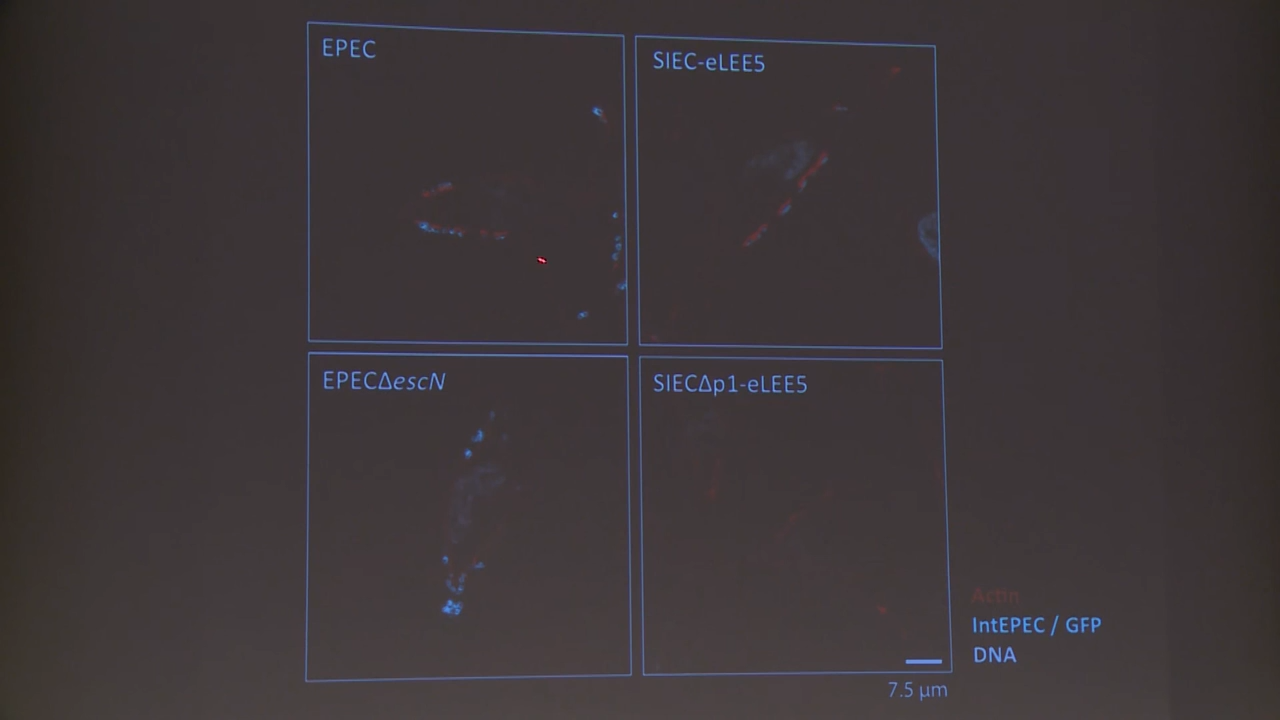 EPEC
SIEC-eLEE5
EPECΔescN
SIECΔp1-eLEE5
Actin
IntEPEC / GFP
DNA
7.5 µm